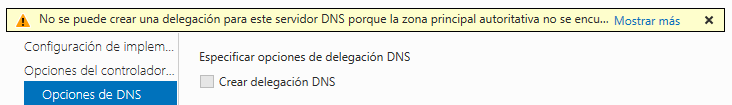 No se puede crear una delegación para este servidor DNS porque la zona principal autoritativa no se encu... Mostrar más
Configuración de implem...
Especificar opciones de delegación DNS
Opciones del controlador...
Crear delegación DNS
Opciones de DNS